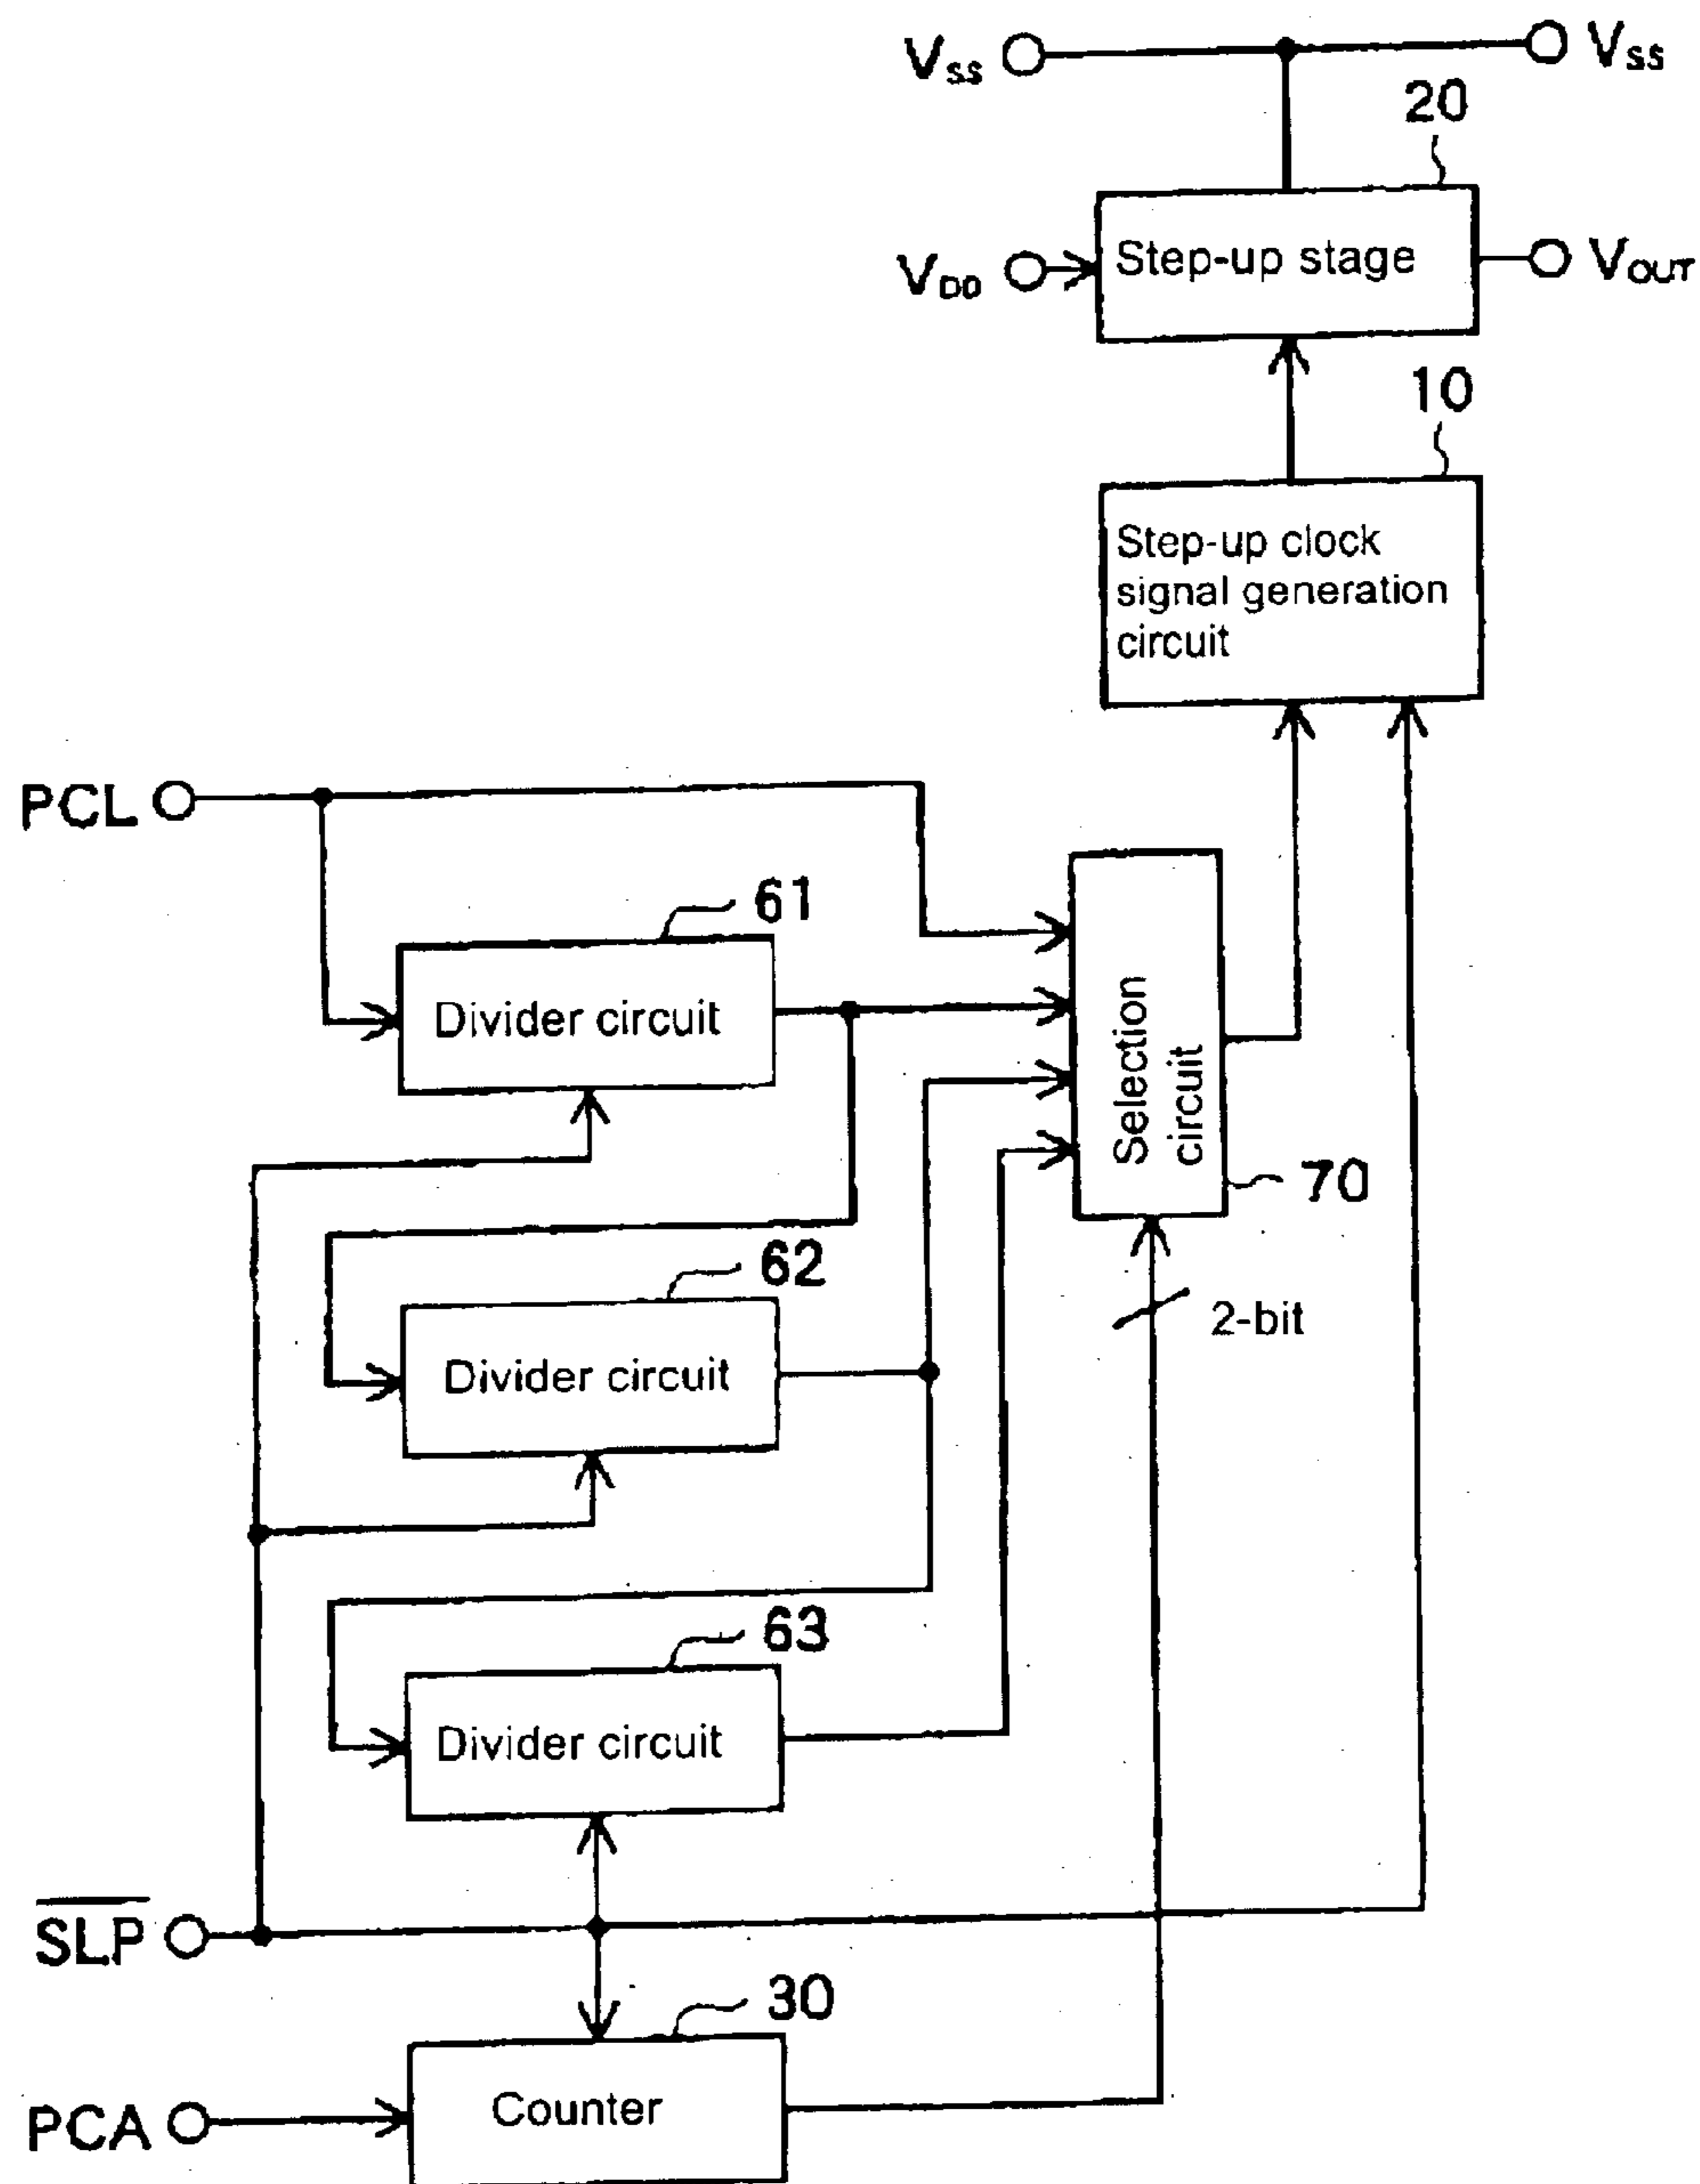 VSS VSS
20
VDD Step-up stage VOUT
10
Step-up clock
signal generation
circuit
PCL
61
Divider circuit
Selection
circuit
70
62
2-bit
Divider circuit
63
Divider circuit
SLP
30
Counter
PCA